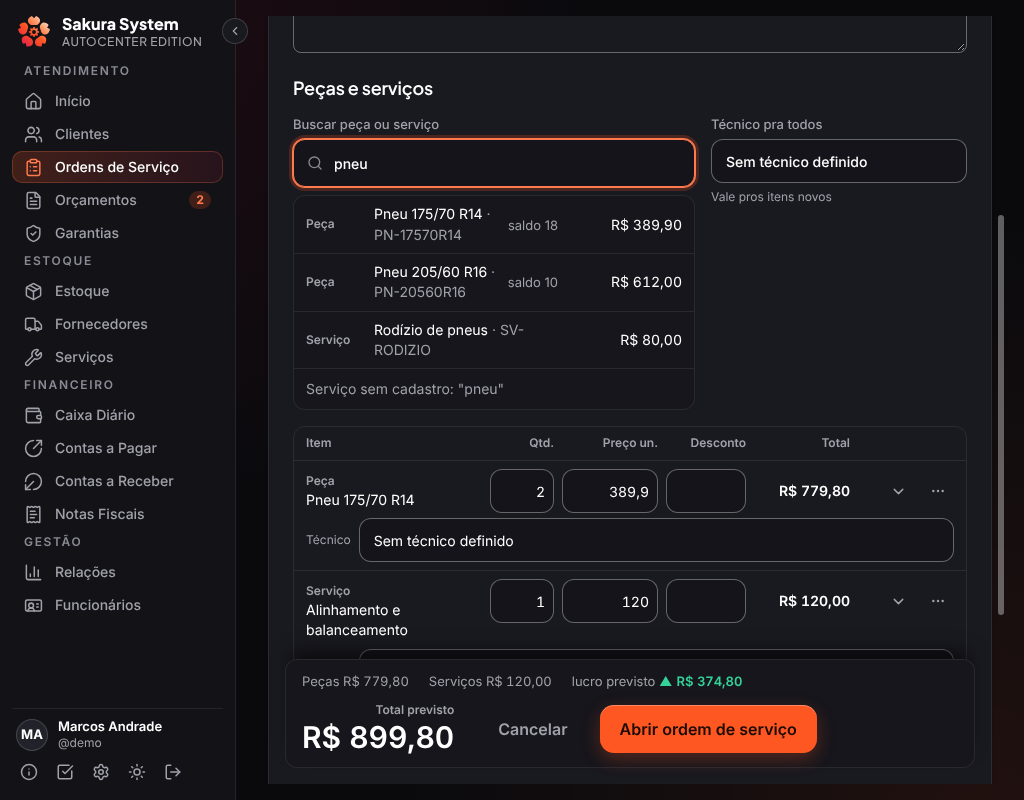 Sakura System
AUTOCENTER EDITION
ATENDIMENTO
Início
Clientes
Ordens de Serviço
Orçamentos 2
Garantias
ESTOQUE
Estoque
Fornecedores
Serviços
FINANCEIRO
Caixa Diário
Contas a Pagar
Contas a Receber
Notas Fiscais
GESTÃO
Relações
Funcionários
MA
Marcos Andrade
@demo
Peças e serviços
Buscar peça ou serviço
pneu
Técnico pra todos
Sem técnico definido
Vale pros itens novos
Peça Pneu 175/70 R14 · saldo 18 R$ 389,90
PN-17570R14
Peça Pneu 205/60 R16 · saldo 10 R$ 612,00
PN-20560R16
Serviço Rodízio de pneus · SV- R$ 80,00
RODIZIO
Serviço sem cadastro: "pneu"
Item Qtd. Preço un. Desconto Total
Peça
Pneu 175/70 R14 2 389,9 R$ 779,80
Técnico Sem técnico definido
Serviço
Alinhamento e 1 120 R$ 120,00
balanceamento
Peças R$ 779,80 Serviços R$ 120,00 lucro previsto ▲ R$ 374,80
Total previsto
R$ 899,80
Cancelar
Abrir ordem de serviço